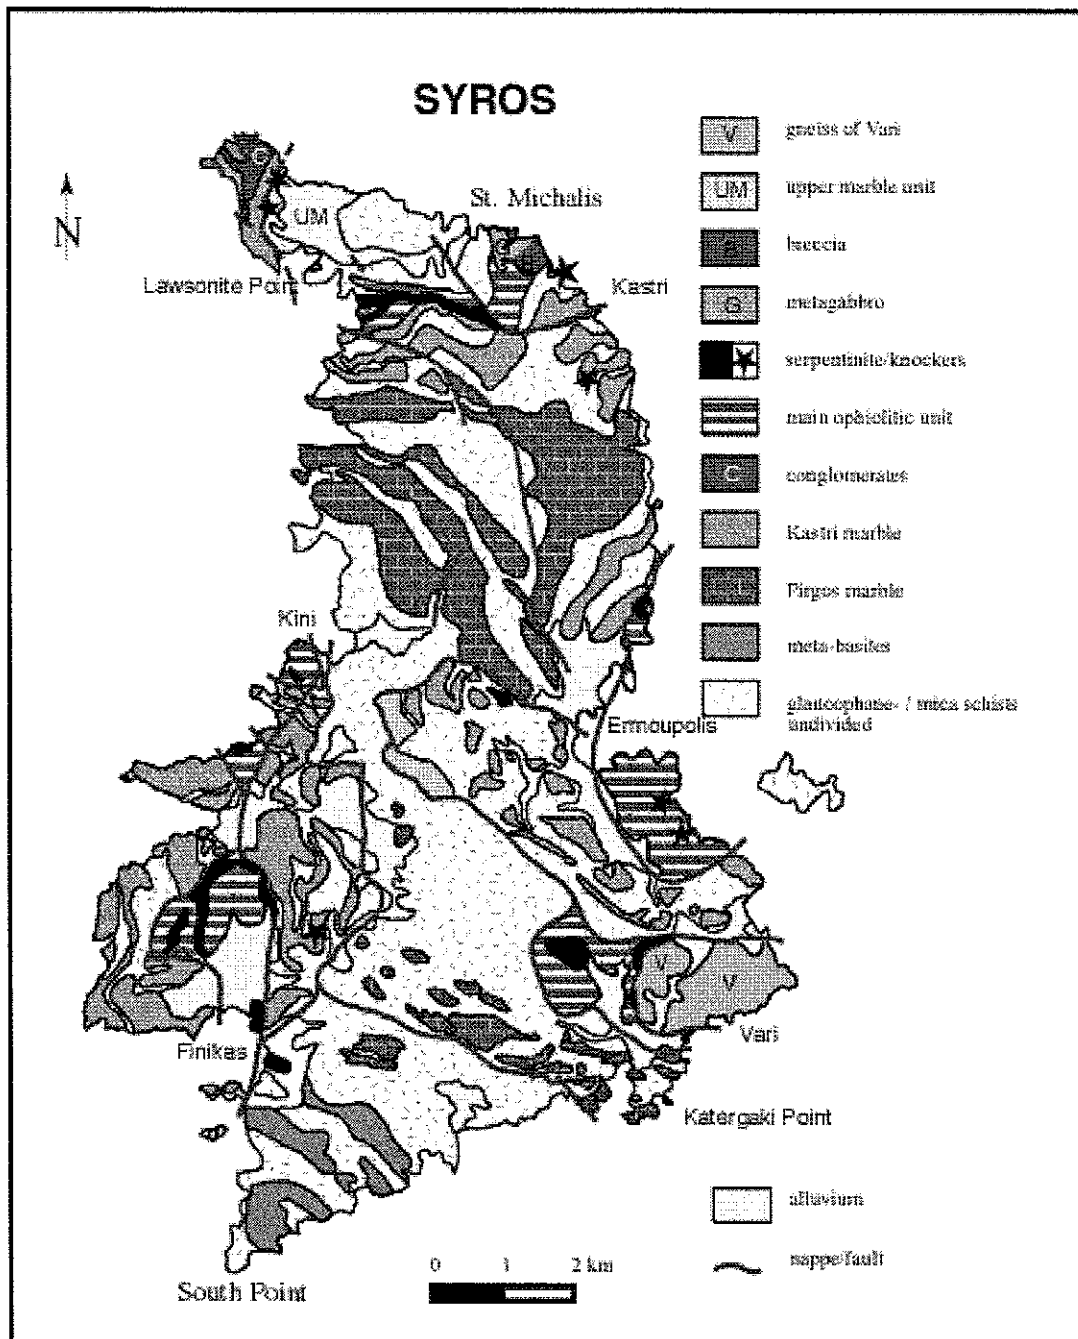 SYROS
V gneiss of Vari
N
St. Michalis
UM upper marble unit
UM
C
Lawsonite Point
Kastri
breccia
G metagabbro
serpentinite/knockers
main ophiolitic unit
C conglomerates
Kastri marble
Pirgos marble
Kini
meta-basites
glaucophane- / mica schists
undivided
Ermoupolis
V
V
Vari
Finikas
Katergaki Point
alluvium
nappe/fault
South Point
0 1 2 km